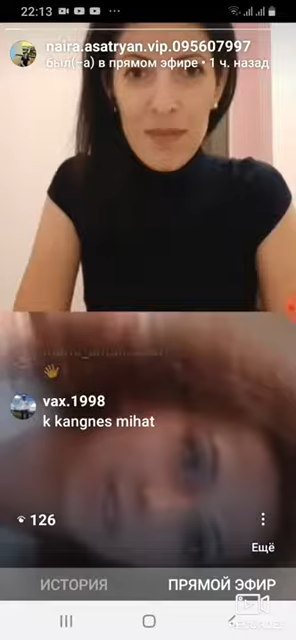 22:13
naira.asatryan.vip.095607997
был(-а) в прямом эфире • 1 ч. назад
👋
vax.1998
k kangnes mihat
126
Ещё
ИСТОРИЯ
ПРЯМОЙ ЭФИР